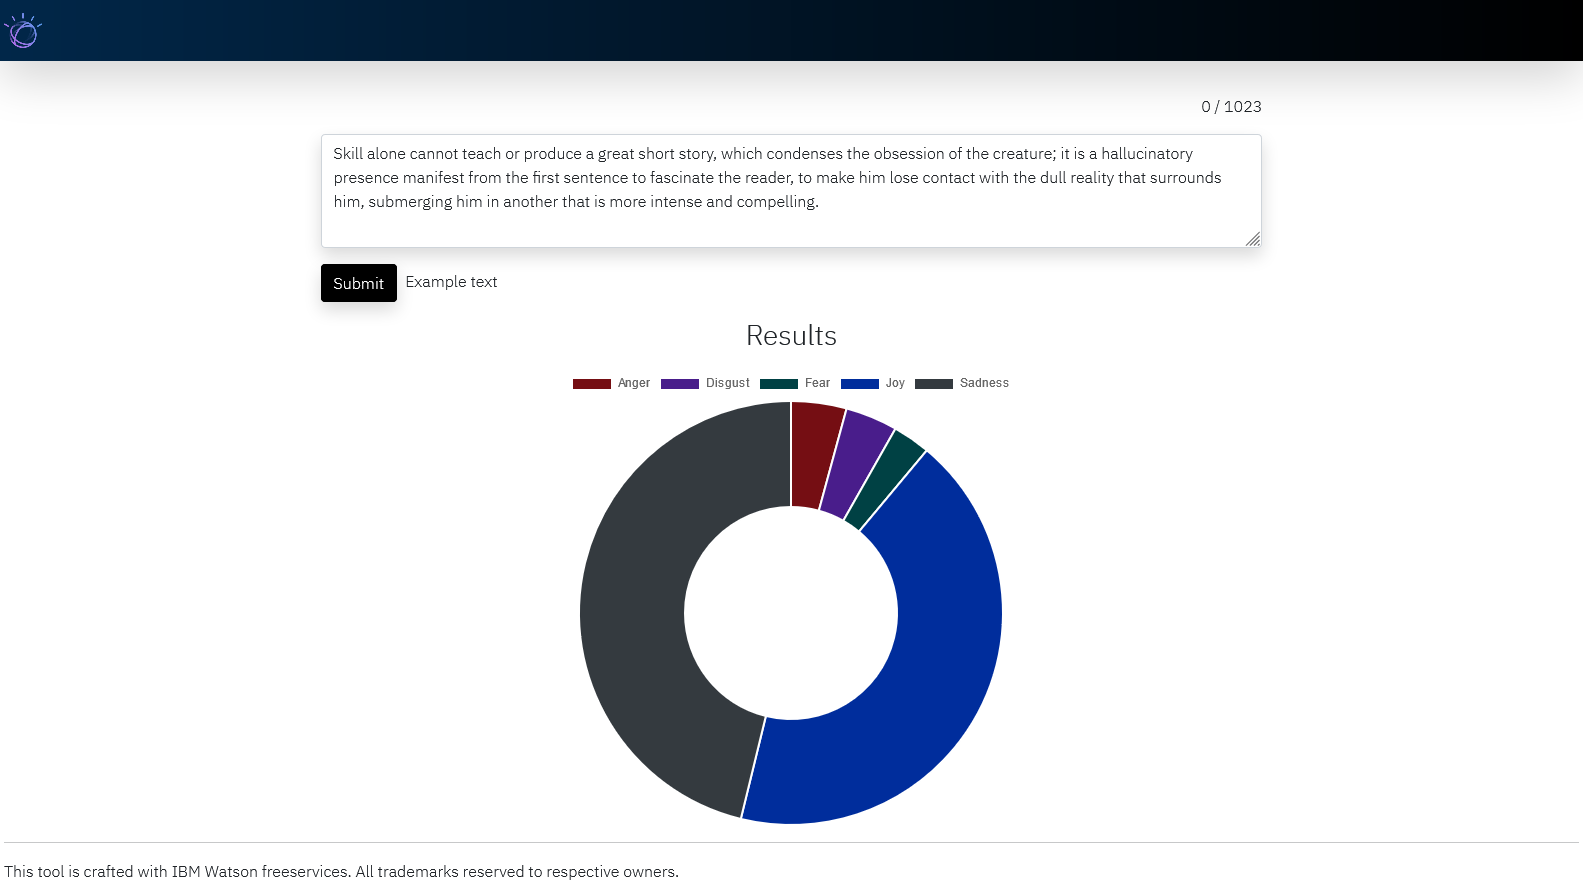 0 / 1023
Skill alone cannot teach or produce a great short story, which condenses the obsession of the creature; it is a hallucinatory
presence manifest from the first sentence to fascinate the reader, to make him lose contact with the dull reality that surrounds
him, submerging him in another that is more intense and compelling.
Submit Example text
Results
Anger Disgust Fear Joy Sadness
This tool is crafted with IBM Watson freeservices. All trademarks reserved to respective owners.